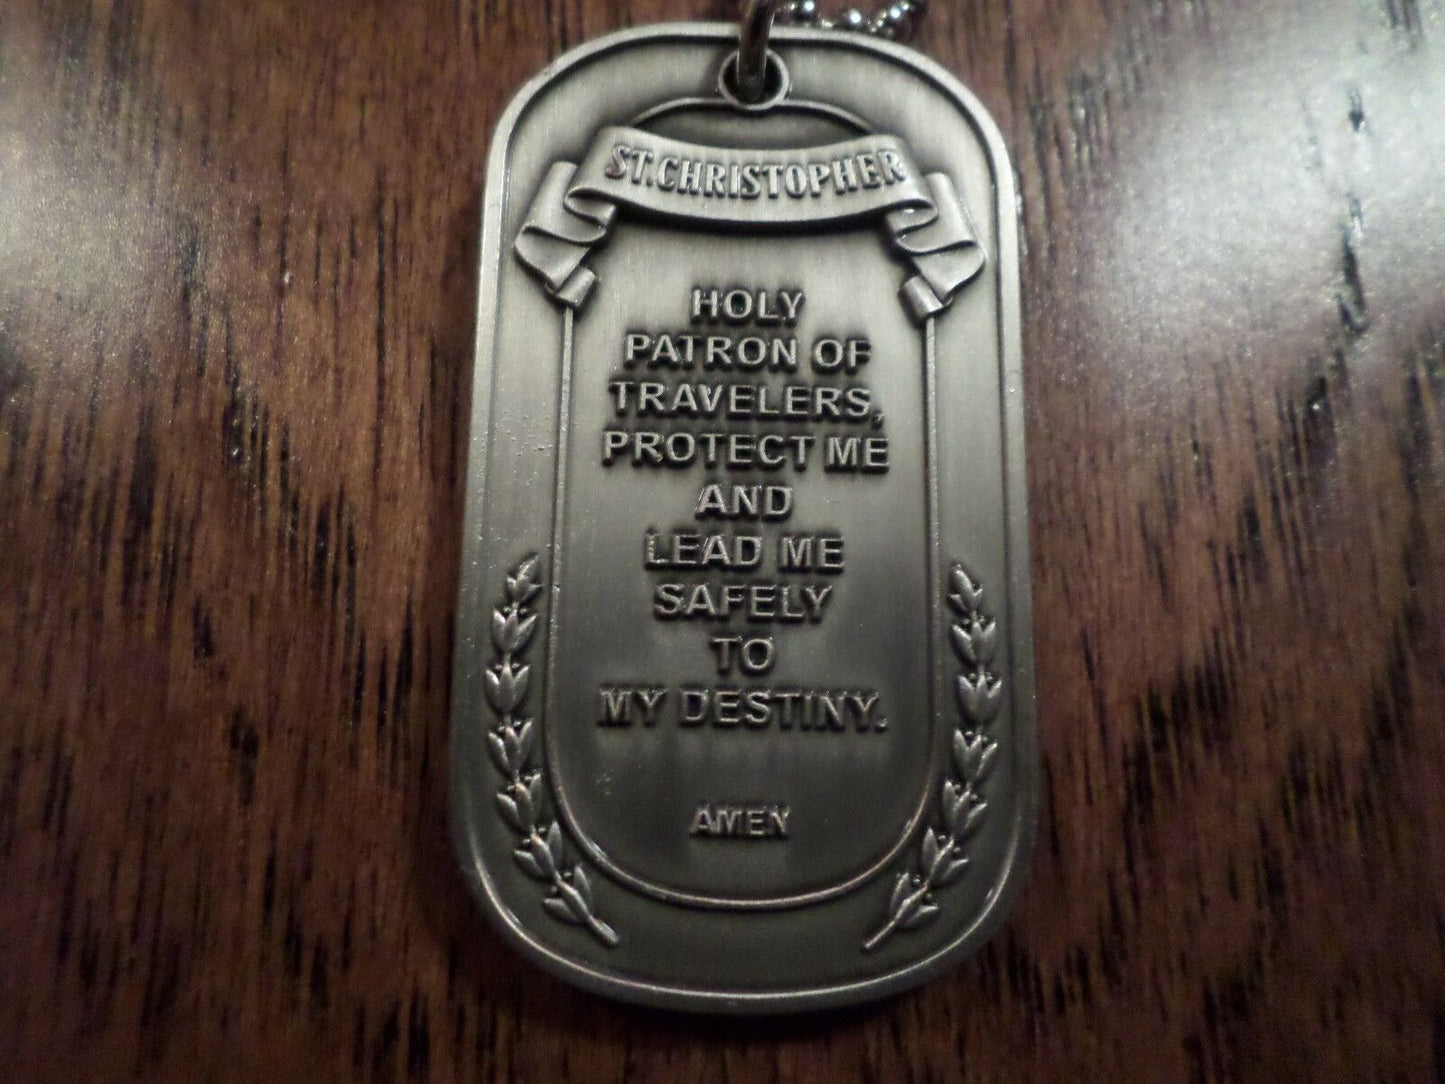 ST.CHRISTOPHER
HOLY
PATRON OF
TRAVELERS,
PROTECT ME
AND
LEAD ME
SAFELY
TO
MY DESTINY.
AMEN